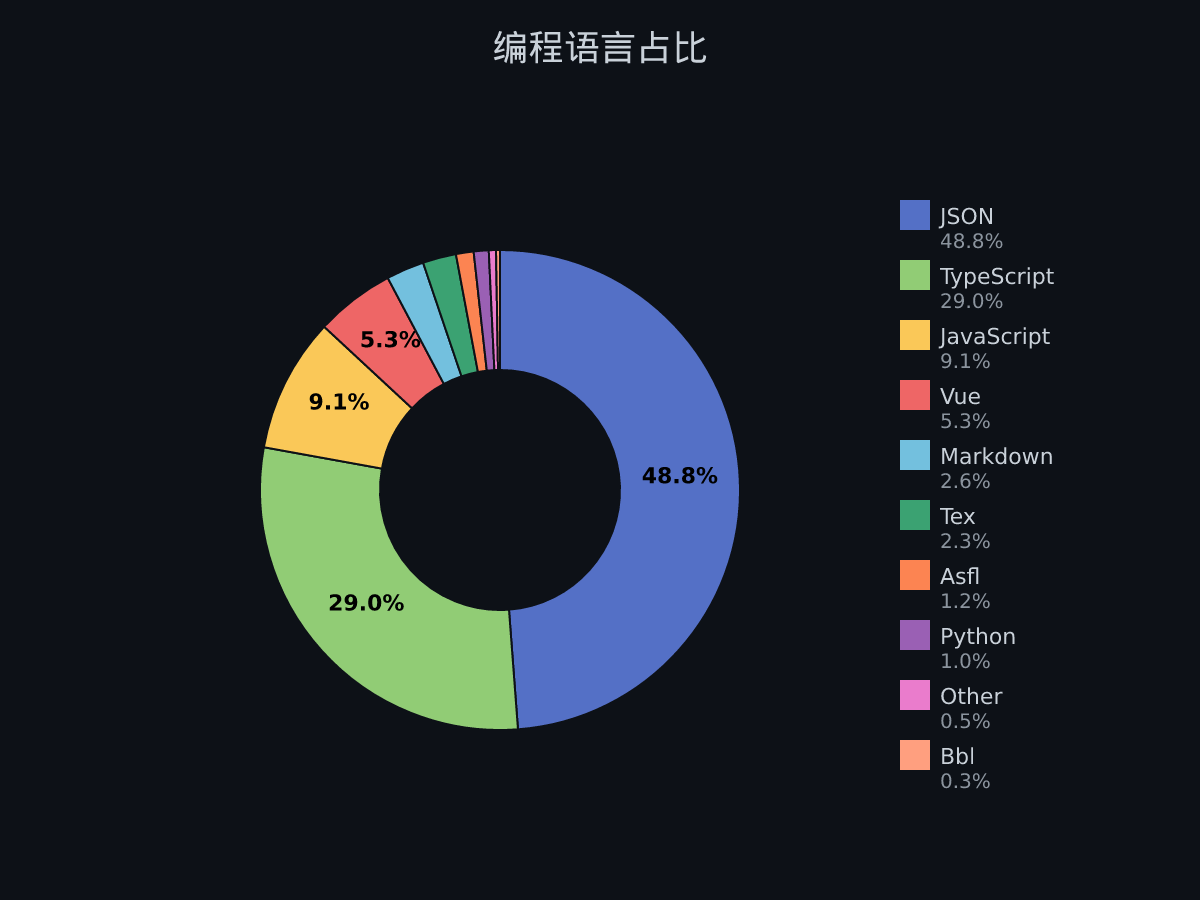 编程语言占比
JSON
48.8%
TypeScript
29.0%
JavaScript
9.1%
Vue
5.3%
Markdown
2.6%
Tex
2.3%
Asfl
1.2%
Python
1.0%
Other
0.5%
Bbl
0.3%
5.3%
9.1%
48.8%
29.0%